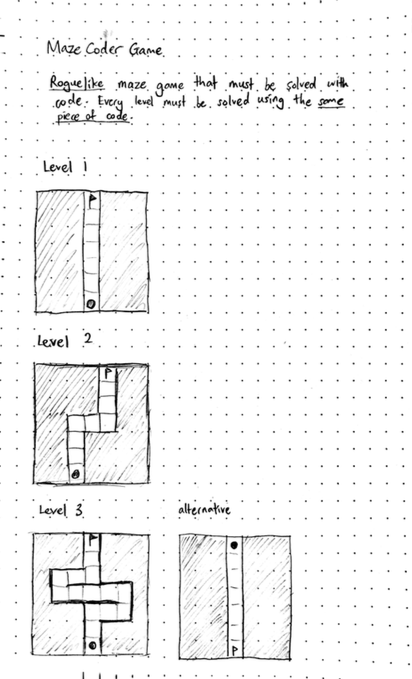 Maze Coder Game
Roguelike maze game that must be solved with
code. Every level must be solved using the same
piece of code.
Level 1
Level 2
Level 3
alternative